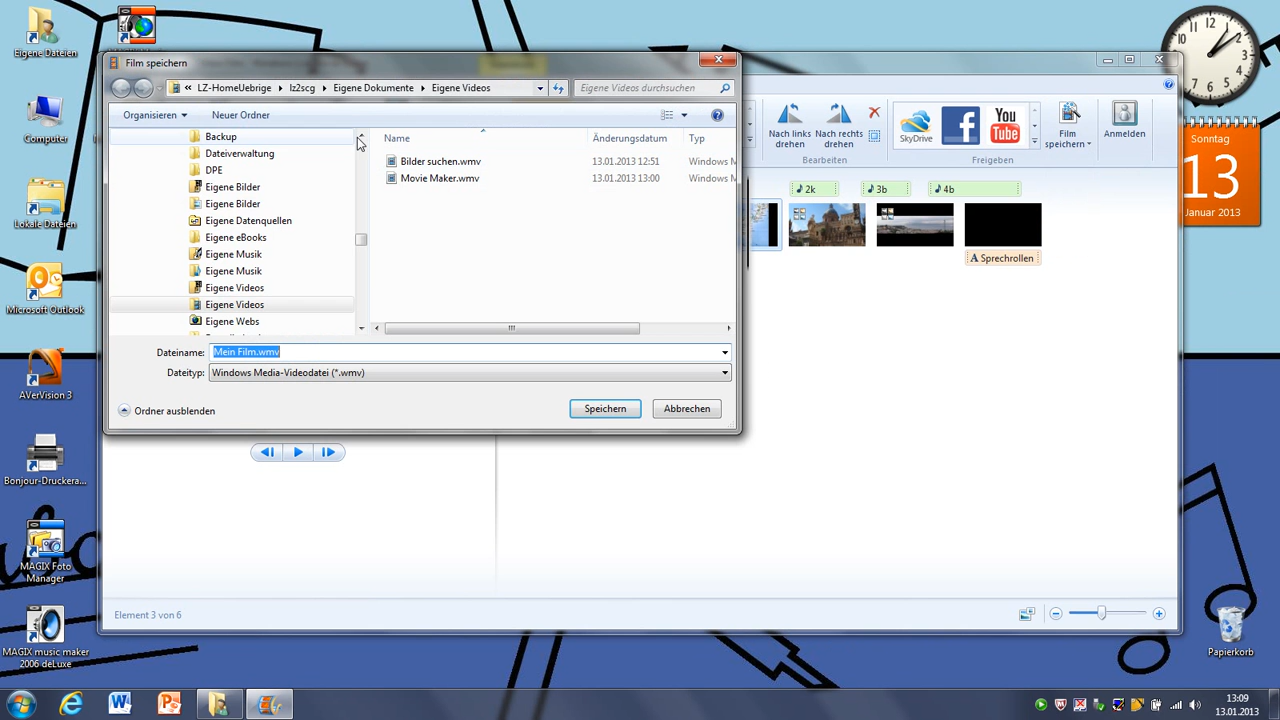 Eigene Dateien
Computer
Lokale Dateien
Microsoft Outlook
AVerVision 3
Bonjour-Druckera...
MAGIX Foto
Manager
MAGIX music maker
2006 deLuxe
Film speichern
« LZ-HomeUebrige
lz2scg
Eigene Dokumente
Eigene Videos
Eigene Videos durchsuchen
Organisieren
Neuer Ordner
Backup
Dateiverwaltung
DPE
Eigene Bilder
Eigene Bilder
Eigene Datenquellen
Eigene eBooks
Eigene Musik
Eigene Musik
Eigene Videos
Eigene Videos
Eigene Webs
Name
Änderungsdatum
Typ
Bilder suchen.wmv
13.01.2013 12:51
Windows M
Movie Maker.wmv
13.01.2013 13:00
Windows M
Dateiname:
Mein Film.wmv
Dateityp:
Windows Media-Videodatei (*.wmv)
Ordner ausblenden
Speichern
Abbrechen
Nach links
drehen
Nach rechts
drehen
Bearbeiten
SkyDrive
You
Tube
Freigeben
Film
speichern
Anmelden
2k
3b
4b
A Sprechrollen
Element 3 von 6
Sonntag
13
Januar 2013
Papierkorb
13:09
13.01.2013